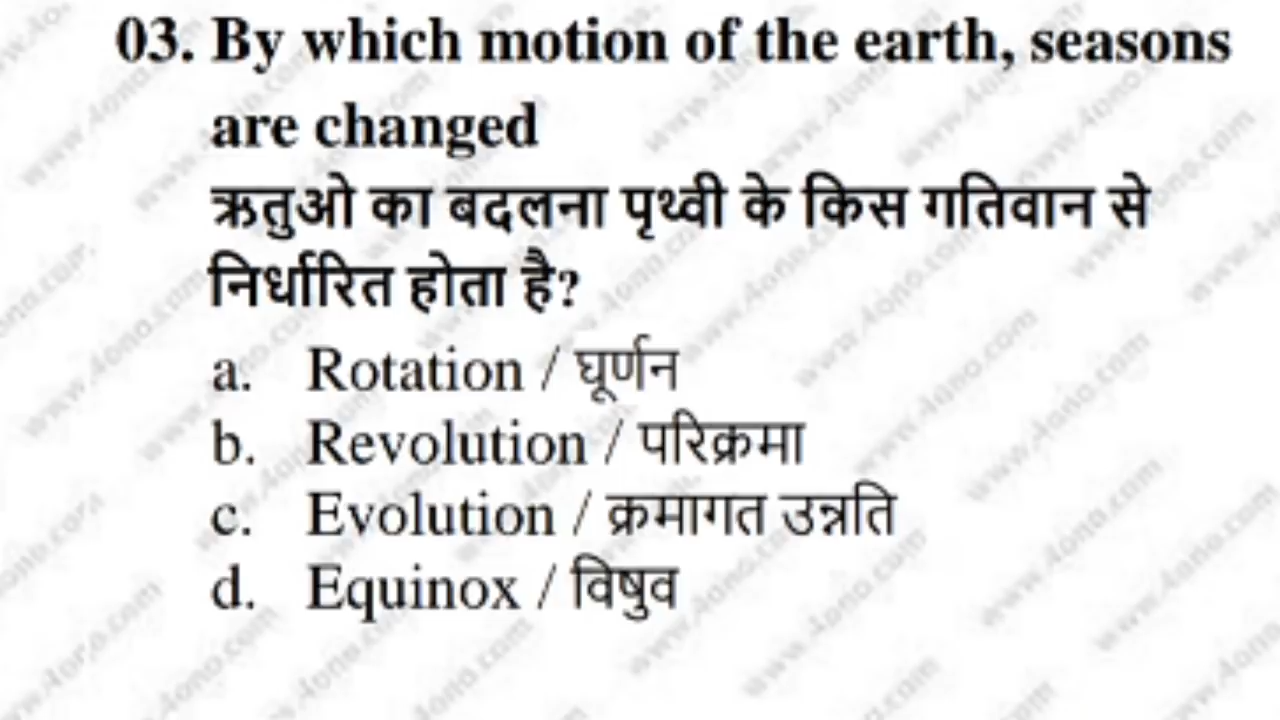 03. By which motion of the earth, seasons
are changed
ऋतुओ का बदलना पृथ्वी के किस गतिवान से
निर्धारित होता है?
a. Rotation / घूर्णन
b. Revolution / परिक्रमा
c. Evolution / क्रमागत उन्नति
d. Equinox / विषुव